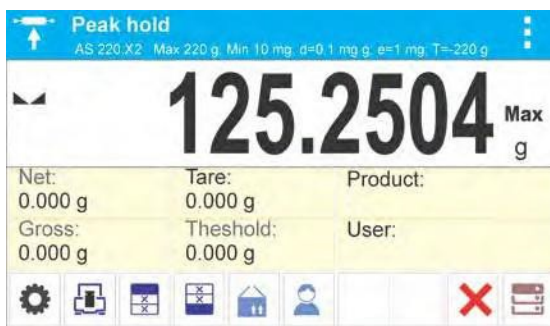 Peak hold
AS 220.X2 Max 220 g; Min 10 mg; d=0.1 mg g; e=1 mg; T=-220 g
125.2504 Max
g
Net: Tare: Product:
0.000 g 0.000 g
Gross: Theshold: User:
0.000 g 0.000 g